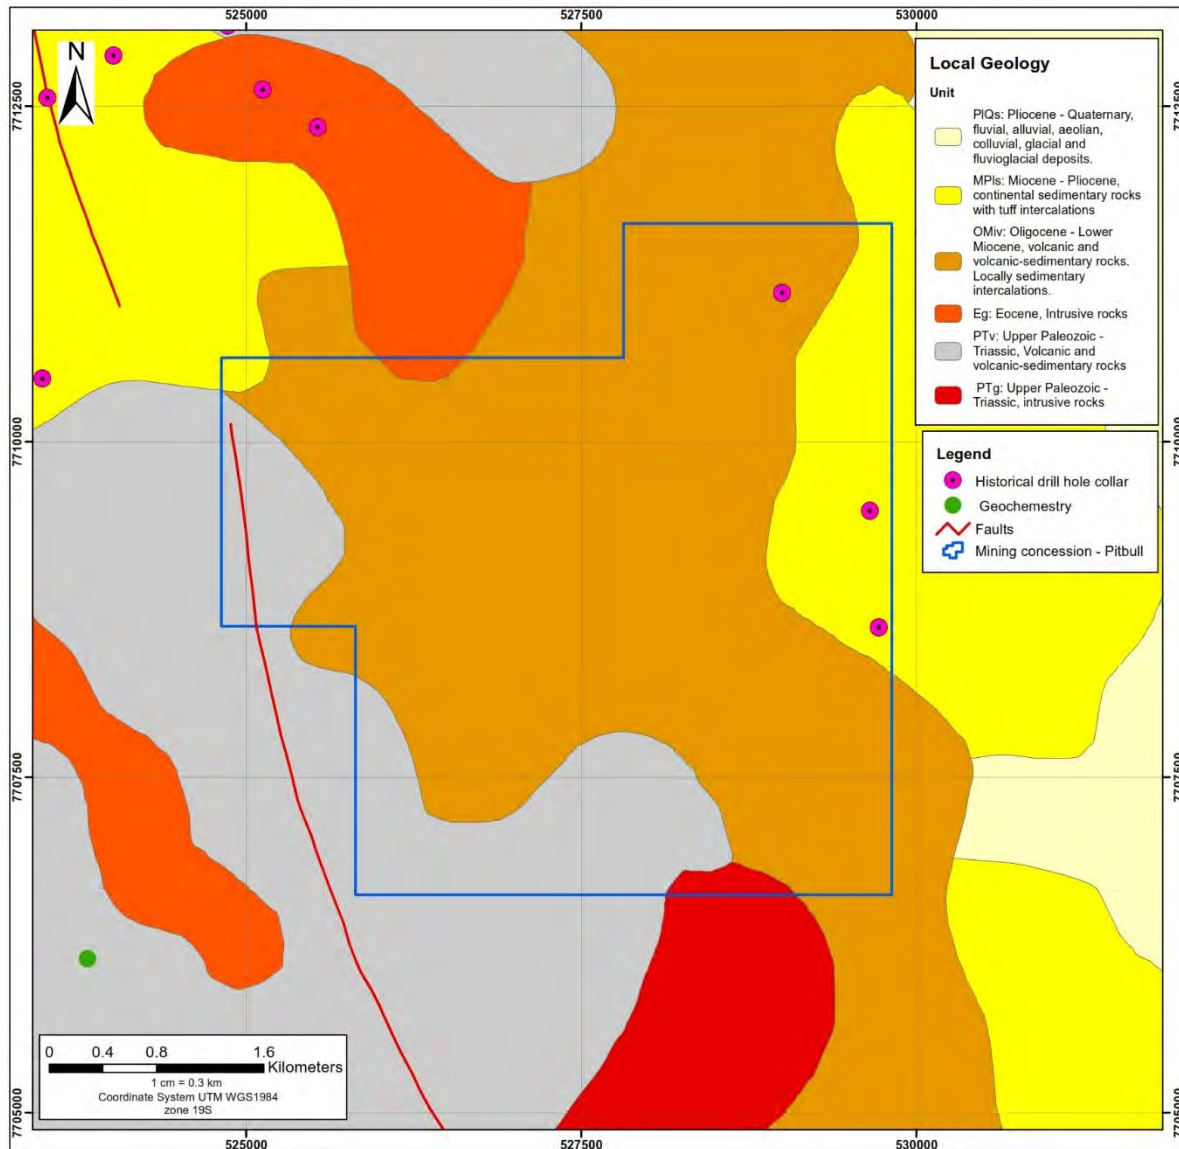 525000
527500
530000
N
7712500
7710000
7707500
7705000
Local Geology
Unit
PlQs: Pliocene - Quaternary,
fluvial, alluvial, aeolian,
colluvial, glacial and
fluvioglacial deposits.
MPls: Miocene - Pliocene,
continental sedimentary rocks
with tuff intercalations
OMiv: Oligocene - Lower
Miocene, volcanic and
volcanic-sedimentary rocks.
Locally sedimentary
intercalations.
Eg: Eocene, Intrusive rocks
PTv: Upper Paleozoic -
Triassic, Volcanic and
volcanic-sedimentary rocks
PTg: Upper Paleozoic -
Triassic, intrusive rocks
Legend
Historical drill hole collar
Geochemestry
Faults
Mining concession - Pitbull
7710000
7707500
7705000
0 0.4 0.8 1.6
Kilometers
1 cm = 0.3 km
Coordinate System UTM WGS1984
zone 19S
525000
527500
530000